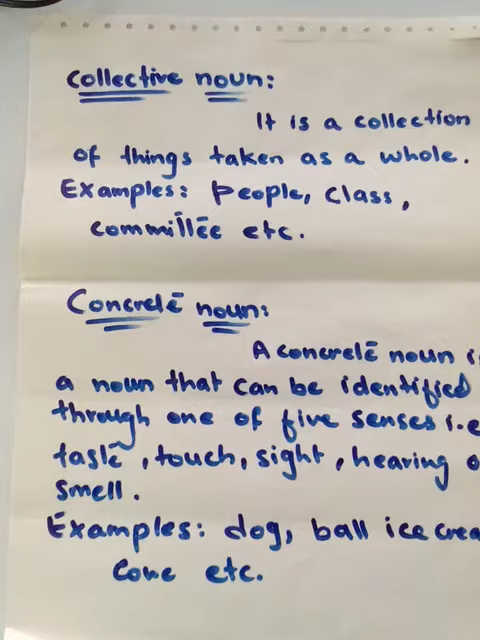 Collective noun:
It is a collection
of things taken as a whole.
Examples: People, Class,
committee etc.
Concrete noun:
A concrete noun i
a noun that can be identified
through one of five senses i.e
taste, touch, sight, hearing o
smell.
Examples: dog, ball ice crea
Cone etc.